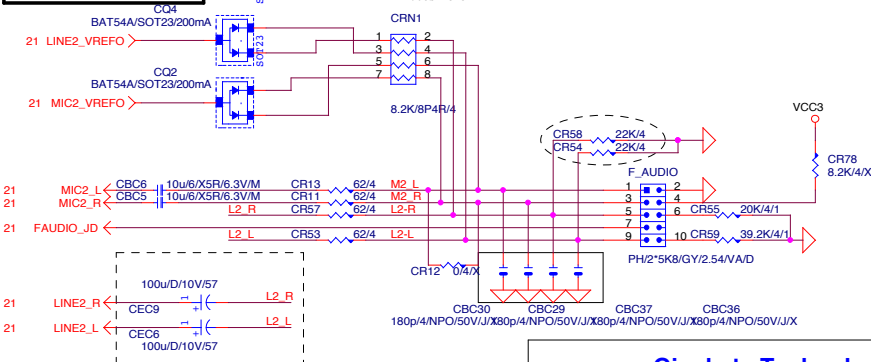 CQ4
BAT54A/SOT23/200mA
SOT23
CRN1
21 LINE2_VREFO
1 2
3 4
5 6
7 8
CQ2
BAT54A/SOT23/200mA
21 MIC2_VREFO
8.2K/8P4R/4
VCC3
CR58 22K/4
CR54 22K/4
CR78
8.2K/4/X
F_AUDIO
21 MIC2_L CBC6 10u/6/X5R/6.3V/M CR13 62/4 M2_L 1 2
21 MIC2_R CBC5 10u/6/X5R/6.3V/M CR11 62/4 M2_R 3 4
L2_R CR57 62/4 L2-R 5 6 CR55 20K/4/1
21 FAUDIO_JD 7
L2_L CR53 62/4 L2-L 9 10 CR59 39.2K/4/1
PH/2*5K8/GY/2.54/VA/D
CR12 0/4/X
100u/D/10V/57
21 LINE2_R 1 + L2_R
CEC9
21 LINE2_L 1 + L2_L
CEC6
100u/D/10V/57
CBC30 CBC29 CBC37 CBC36
180p/4/NPO/50V/J/X 180p/4/NPO/50V/J/X 180p/4/NPO/50V/J/X 180p/4/NPO/50V/J/X